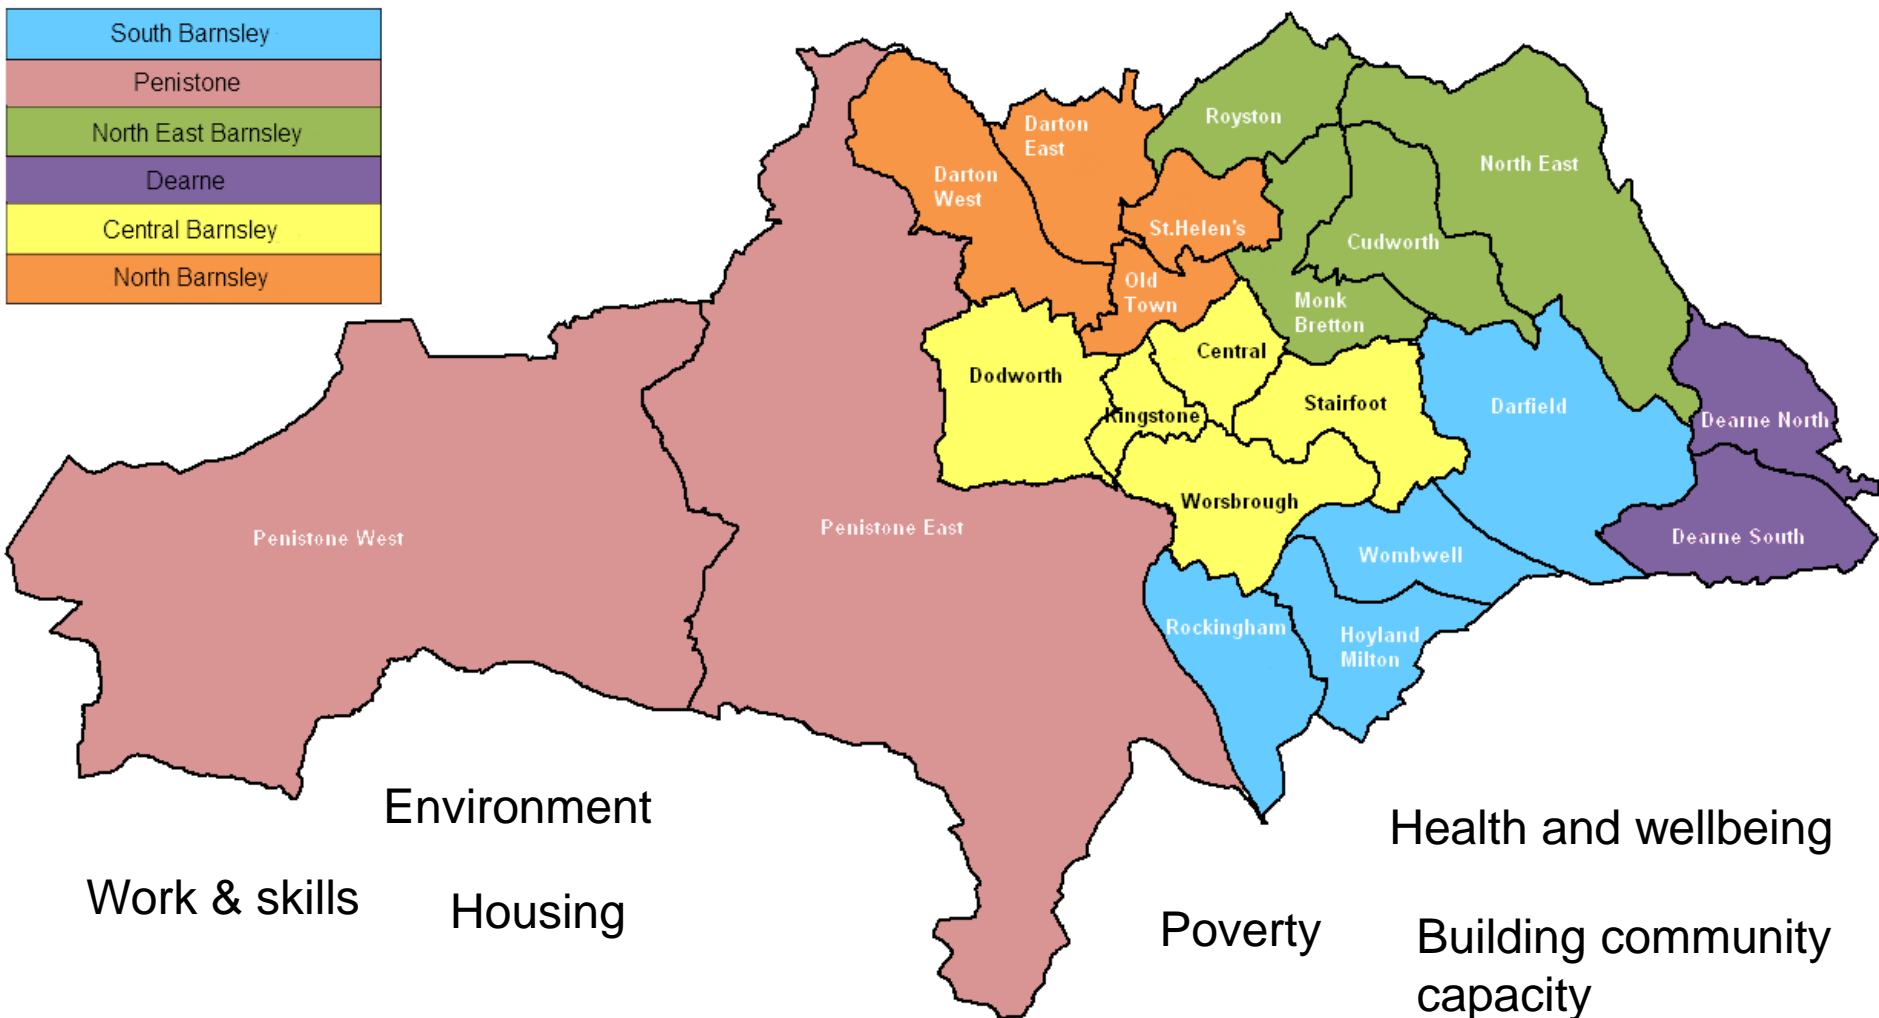 South Barnsley
Penistone
North East Barnsley
Dearne
Central Barnsley
North Barnsley
Royston
Darton
East
North East
Darton
West
St.Helen's
Cudworth
Old
Town
Monk
Bretton
Central
Dodworth
Kingstone
Stairfoot
Darfield
Dearne North
Worsbrough
Penistone West
Penistone East
Dearne South
Wombwell
Rockingham
Hoyland
Milton
Environment
Health and wellbeing
Work & skills
Housing
Poverty
Building community
capacity